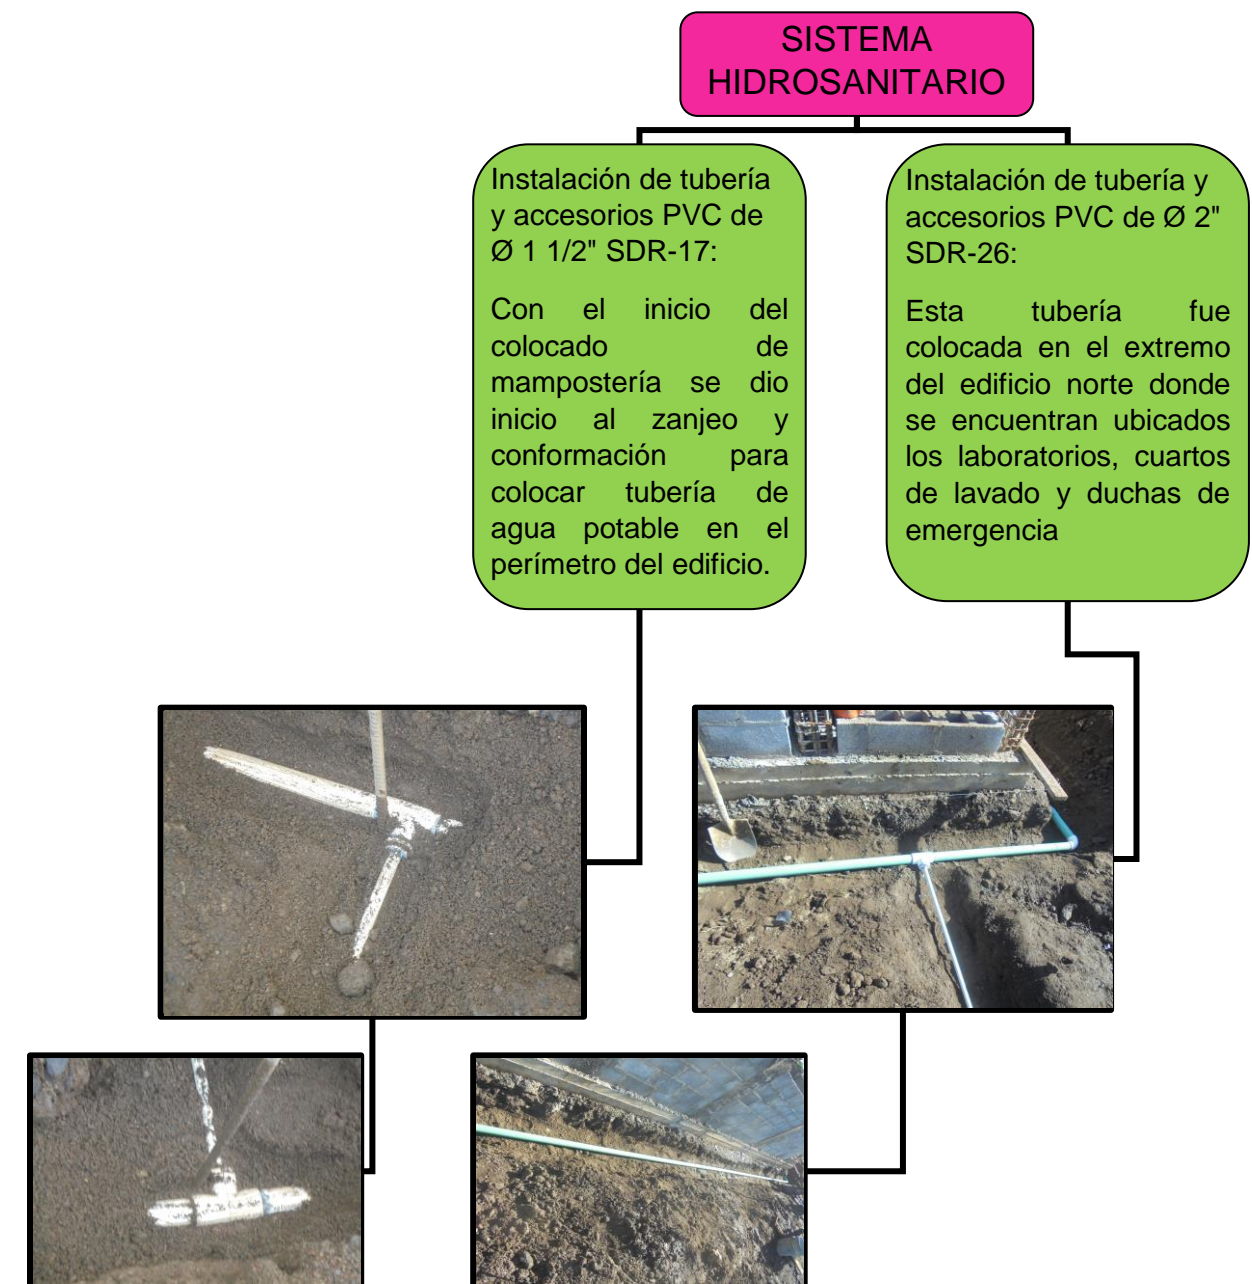 SISTEMA
HIDROSANITARIO
Instalación de tubería
y accesorios PVC de
Ø 1 1/2" SDR-17:
Con el inicio del
colocado de
mampostería se dio
inicio al zanjeo y
conformación para
colocar tubería de
agua potable en el
perímetro del edificio.
Instalación de tubería y
accesorios PVC de Ø 2"
SDR-26:
Esta tubería fue
colocada en el extremo
del edificio norte donde
se encuentran ubicados
los laboratorios, cuartos
de lavado y duchas de
emergencia